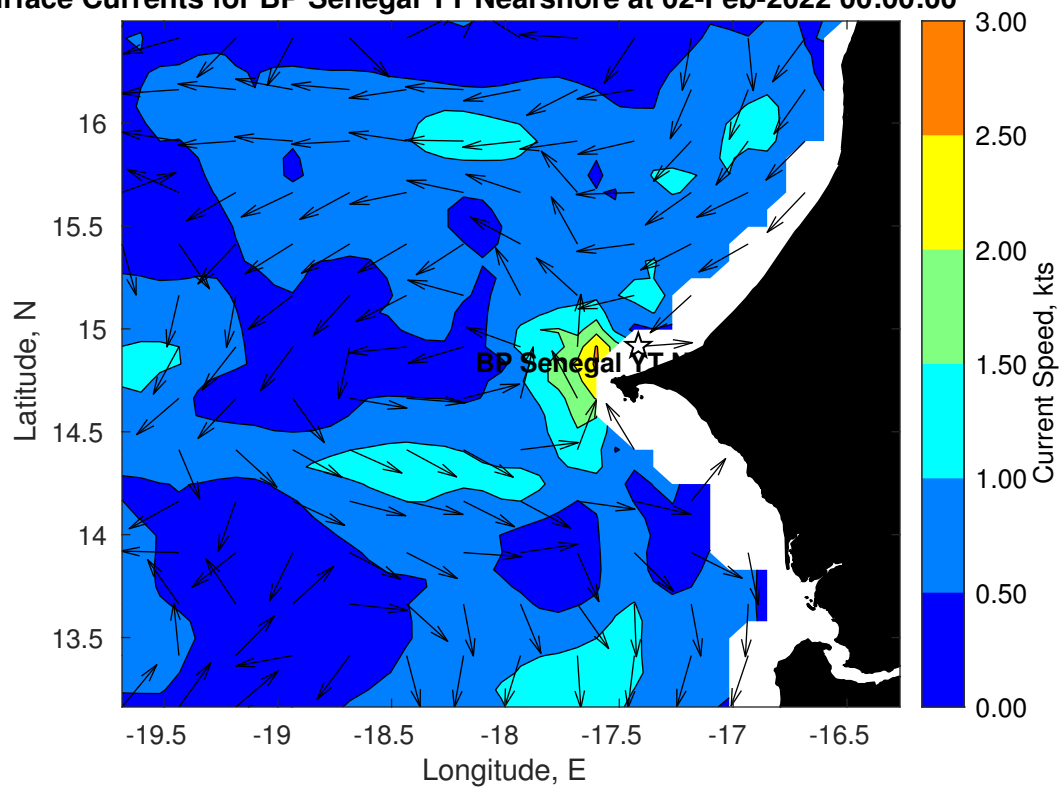 rface Currents for BP Senegal YT Nearshore at 02-Feb-2022 00:00:00
3.00
2.50
2.00
1.50
1.00
0.50
0.00
Current Speed, kts
16
15.5
15
14.5
14
13.5
Latitude, N
BP Senegal YT N
-19.5 -19 -18.5 -18 -17.5 -17 -16.5
Longitude, E